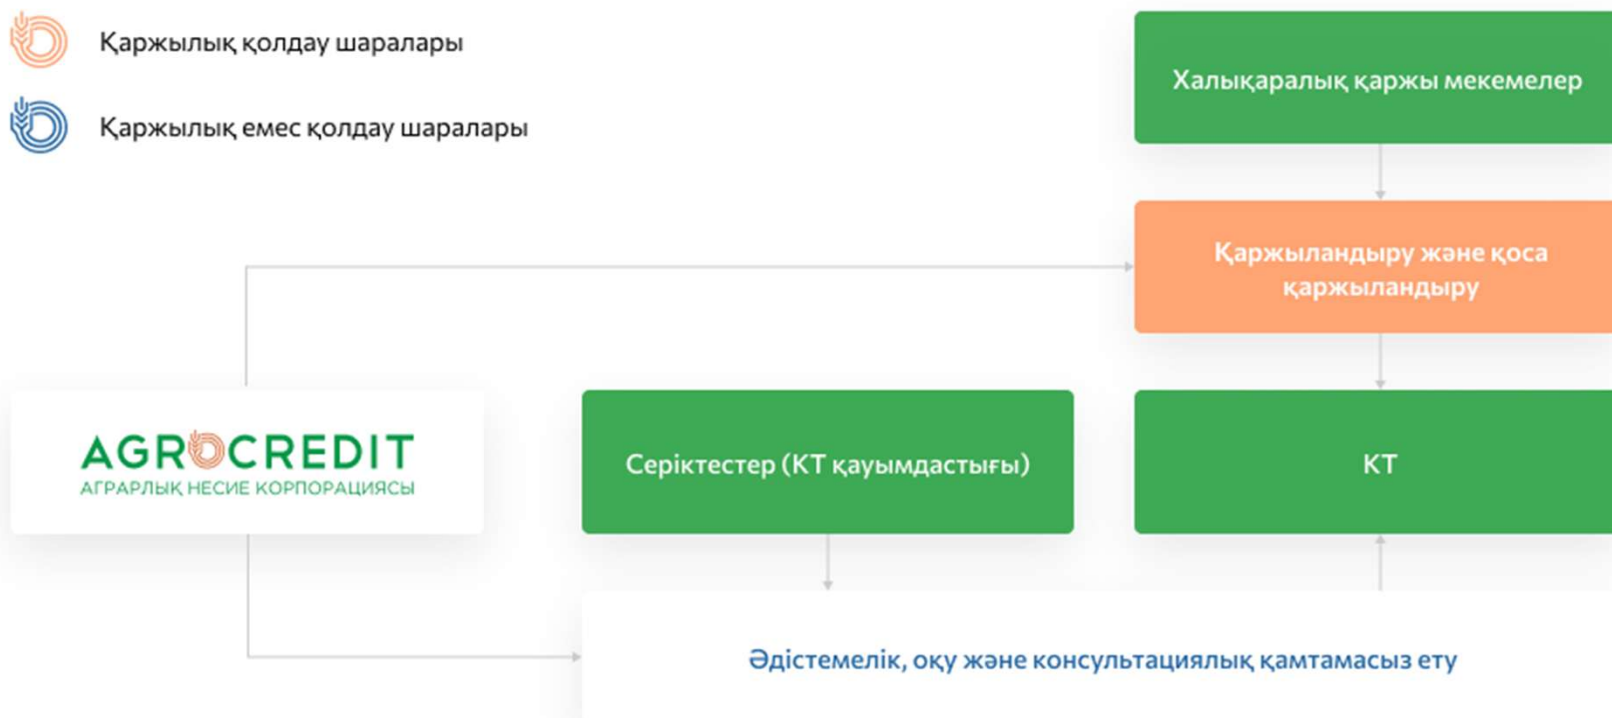 Қаржылық қолдау шаралары
Қаржылық емес қолдау шаралары
Халықаралық қаржы мекемелер
Қаржыландыру және қоса
қаржыландыру
AGROCREDIT
АГРАРЛЫҚ НЕСИЕ КОРПОРАЦИЯСЫ
Серіктестер (КТ қауымдастығы)
КТ
Әдістемелік, оқу және консультациялық қамтамасыз ету